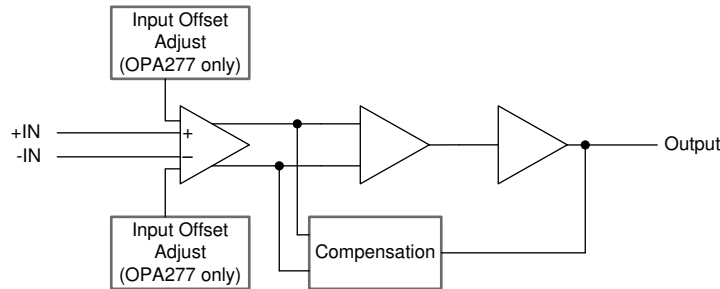 Input Offset
Adjust
(OPA277 only)
+IN
-IN
+
−
Output
Input Offset
Adjust
(OPA277 only)
Compensation